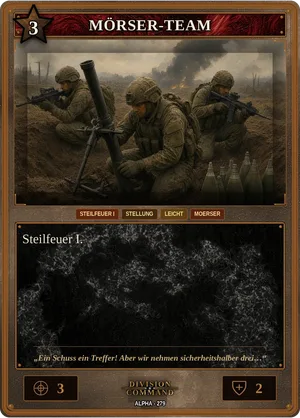 3
MÖRSER-TEAM
STEILFEUER I
STELLUNG
LEICHT
MOERSER
Steilfeuer I.
„Ein Schuss ein Treffer! Aber wir nehmen sicherheitshalber drei…“
3
DIVISION
COMMAND
ALPHA · 279
2